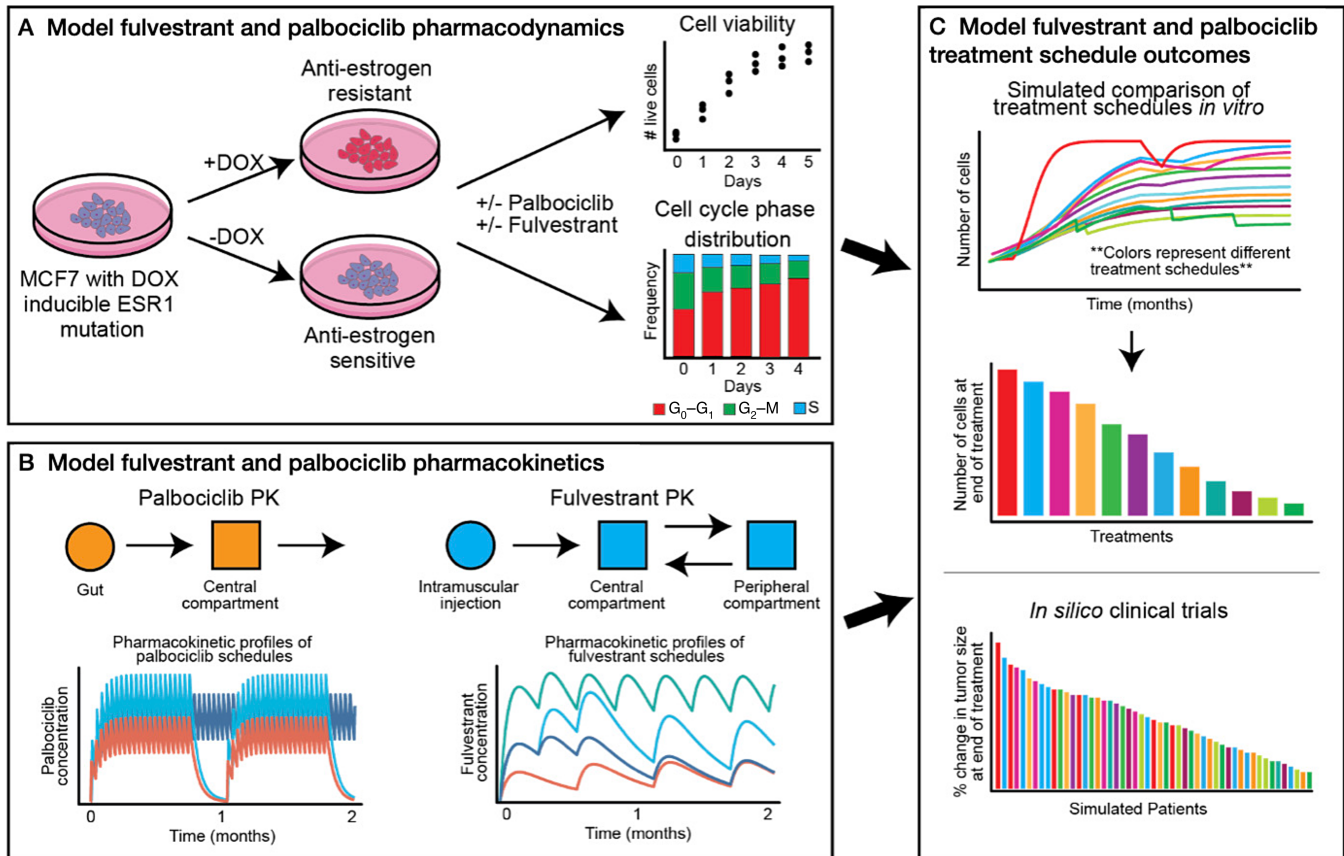 A Model fulvestrant and palbociclib pharmacodynamics
Anti-estrogen
resistant
+DOX
-DOX
MCF7 with DOX
inducible ESR1
mutation
Anti-estrogen
sensitive
+/- Palbociclib
+/- Fulvestrant
Cell viability
# live cells
0 1 2 3 4 5
Days
Cell cycle phase
distribution
Frequency
0 1 2 3 4
Days
G0–G1 G2–M S
B Model fulvestrant and palbociclib pharmacokinetics
Palbociclib PK
Gut
Central
compartment
Fulvestrant PK
Intramuscular
injection
Central
compartment
Peripheral
compartment
Pharmacokinetic profiles of
palbociclib schedules
Palbociclib
concentration
0 1 2
Time (months)
Pharmacokinetic profiles of
fulvestrant schedules
Fulvestrant
concentration
0 1 2
Time (months)
C Model fulvestrant and palbociclib
treatment schedule outcomes
Simulated comparison of
treatment schedules in vitro
Number of cells
**Colors represent different
treatment schedules**
Time (months)
Number of cells at
end of treatment
Treatments
In silico clinical trials
% change in tumor size
at end of treatment
Simulated Patients